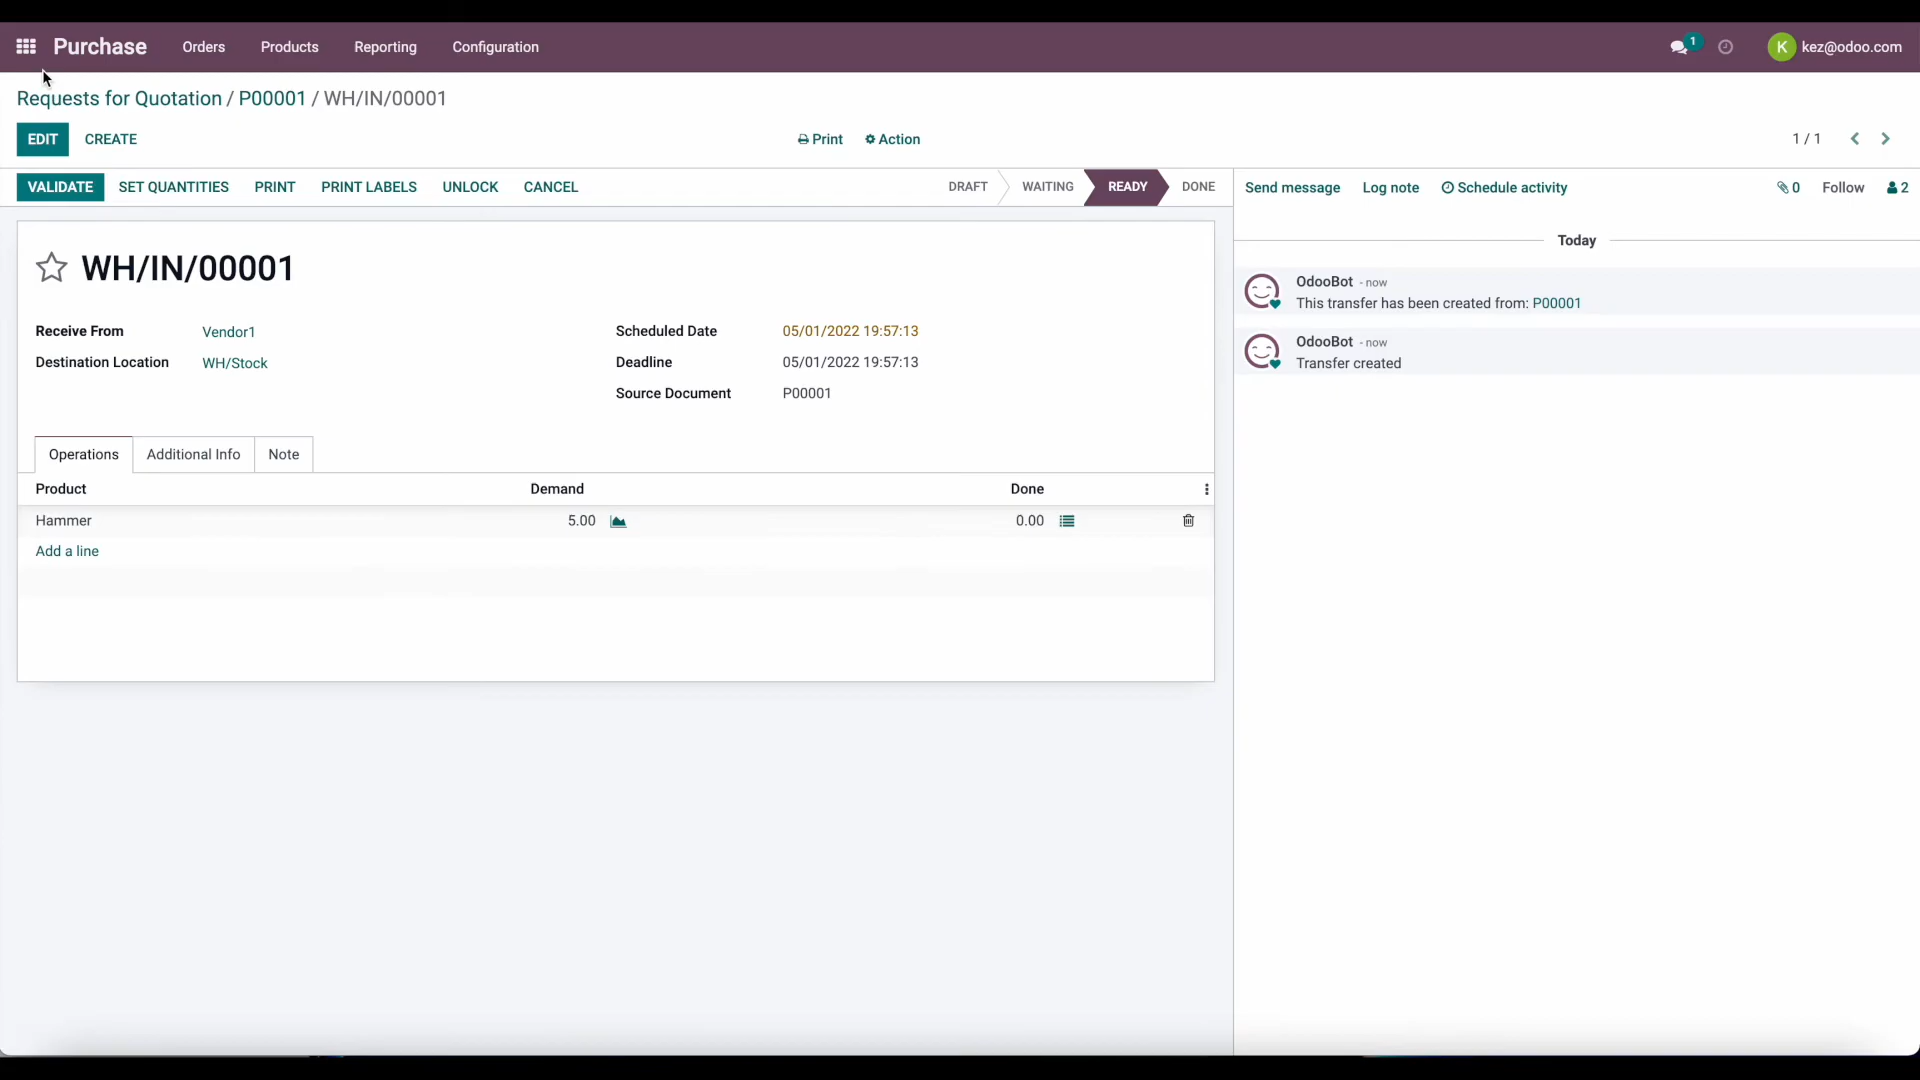 Purchase Orders Products Reporting Configuration 1 K kez@odoo.com
Requests for Quotation / P00001 / WH/IN/00001
EDIT CREATE Print Action 1 / 1
VALIDATE SET QUANTITIES PRINT PRINT LABELS UNLOCK CANCEL DRAFT WAITING READY DONE
Send message Log note Schedule activity 0 Follow 2
WH/IN/00001
Receive From Vendor1
Destination Location WH/Stock
Scheduled Date 05/01/2022 19:57:13
Deadline 05/01/2022 19:57:13
Source Document P00001
Operations Additional Info Note
Product Demand Done
Hammer 5.00 0.00
Add a line
Today
OdooBot - now
This transfer has been created from: P00001
OdooBot - now
Transfer created